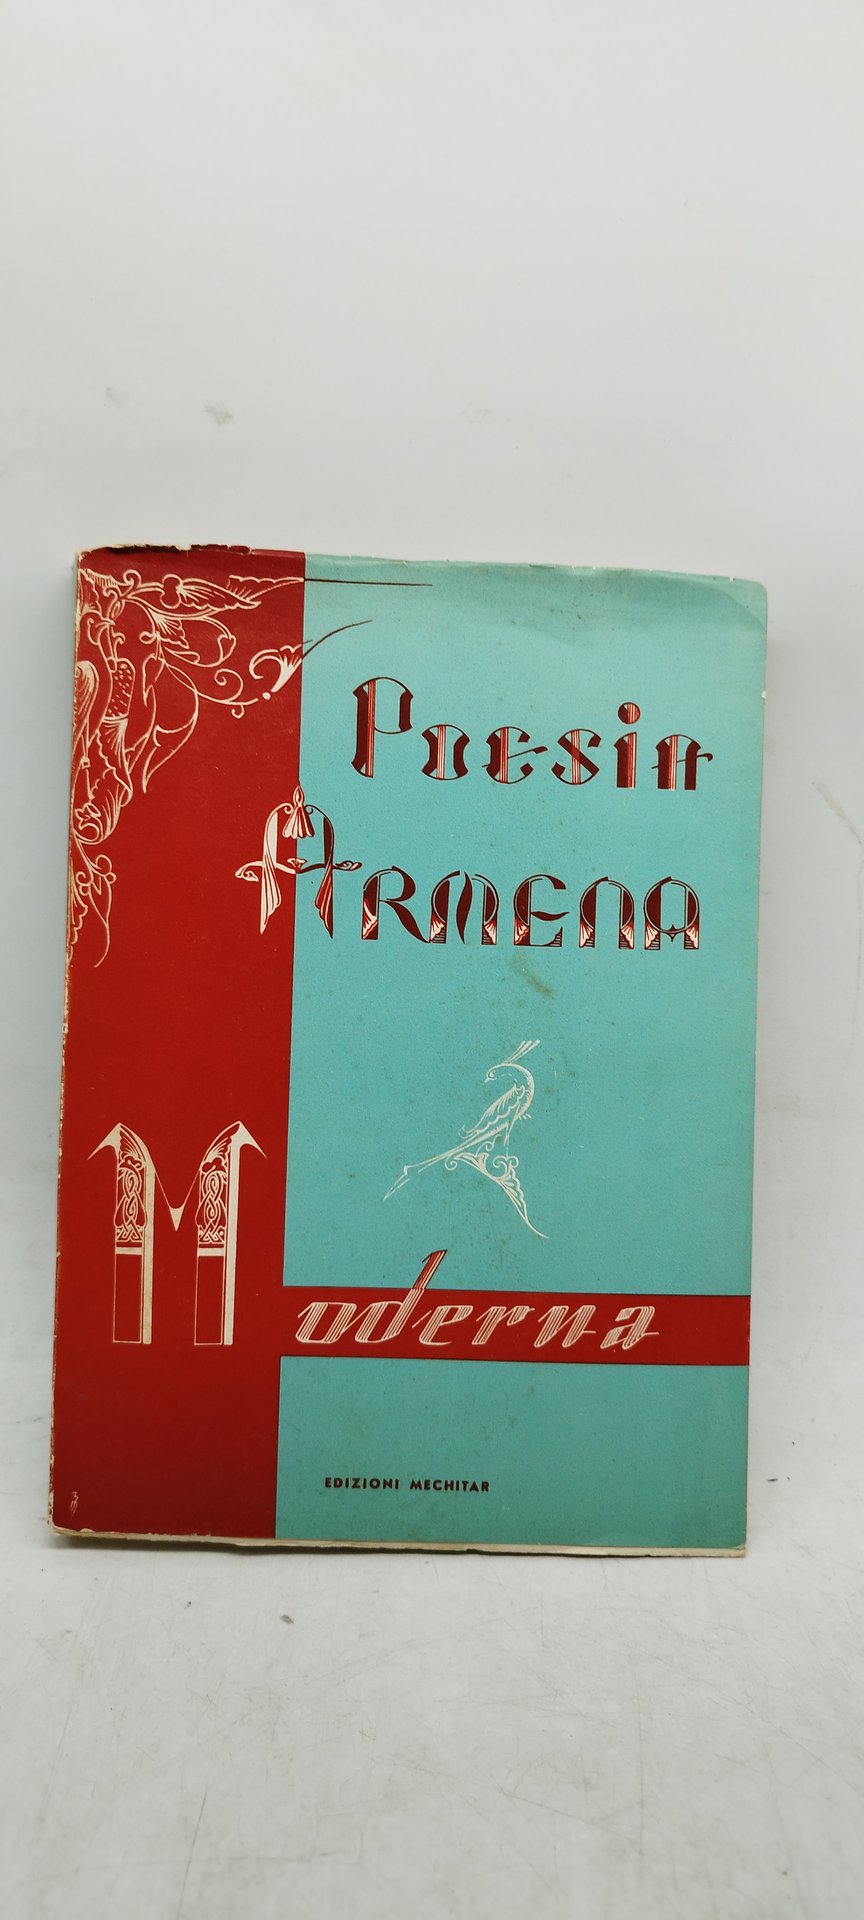 Poesia
ARMENA
Moderna
EDIZIONI MECHITAR